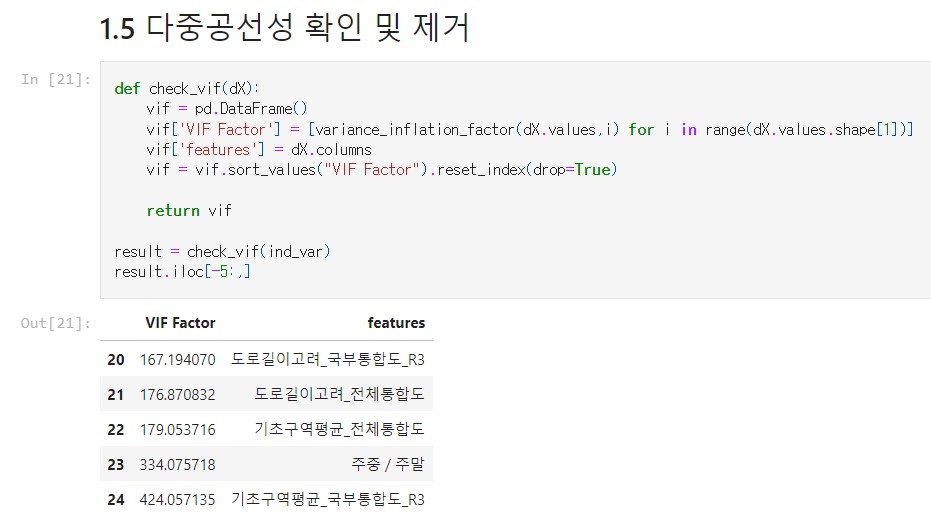 1.5 다중공선성 확인 및 제거
In [21]:
def check_vif(dX):
    vif = pd.DataFrame()
    vif['VIF Factor'] = [variance_inflation_factor(dX.values,i) for i in range(dX.values.shape[1])]
    vif['features'] = dX.columns
    vif = vif.sort_values("VIF Factor").reset_index(drop=True)
    return vif
result = check_vif(ind_var)
result.iloc[-5:,]
Out[21]:
VIF Factor features
20 167.194070 도로길이고려_국부통합도_R3
21 176.870832 도로길이고려_전체통합도
22 179.053716 기초구역평균_전체통합도
23 334.075718 주중 / 주말
24 424.057135 기초구역평균_국부통합도_R3